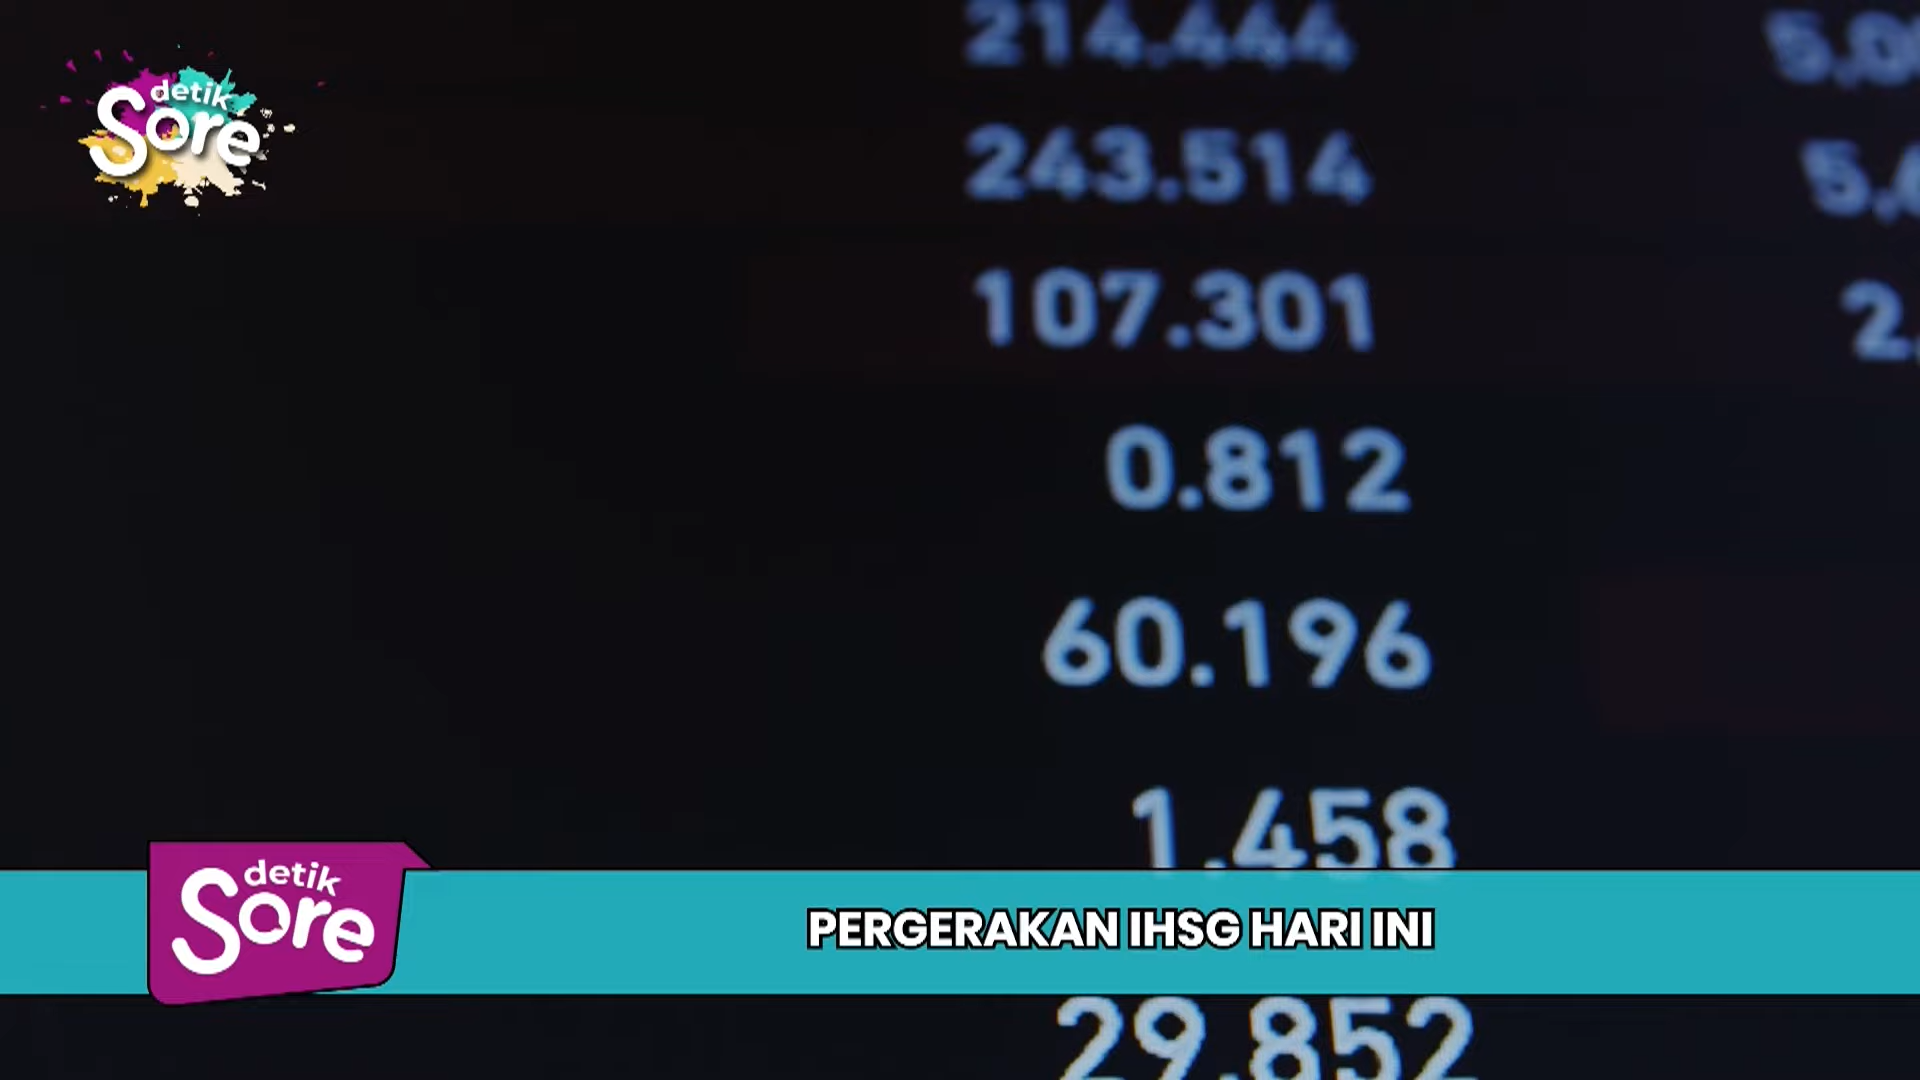 detik
Sore
214.444
243.514
107.301
2.
0.812
60.196
1.458
detik
Sore
PERGERAKAN IHSG HARI INI
29.852